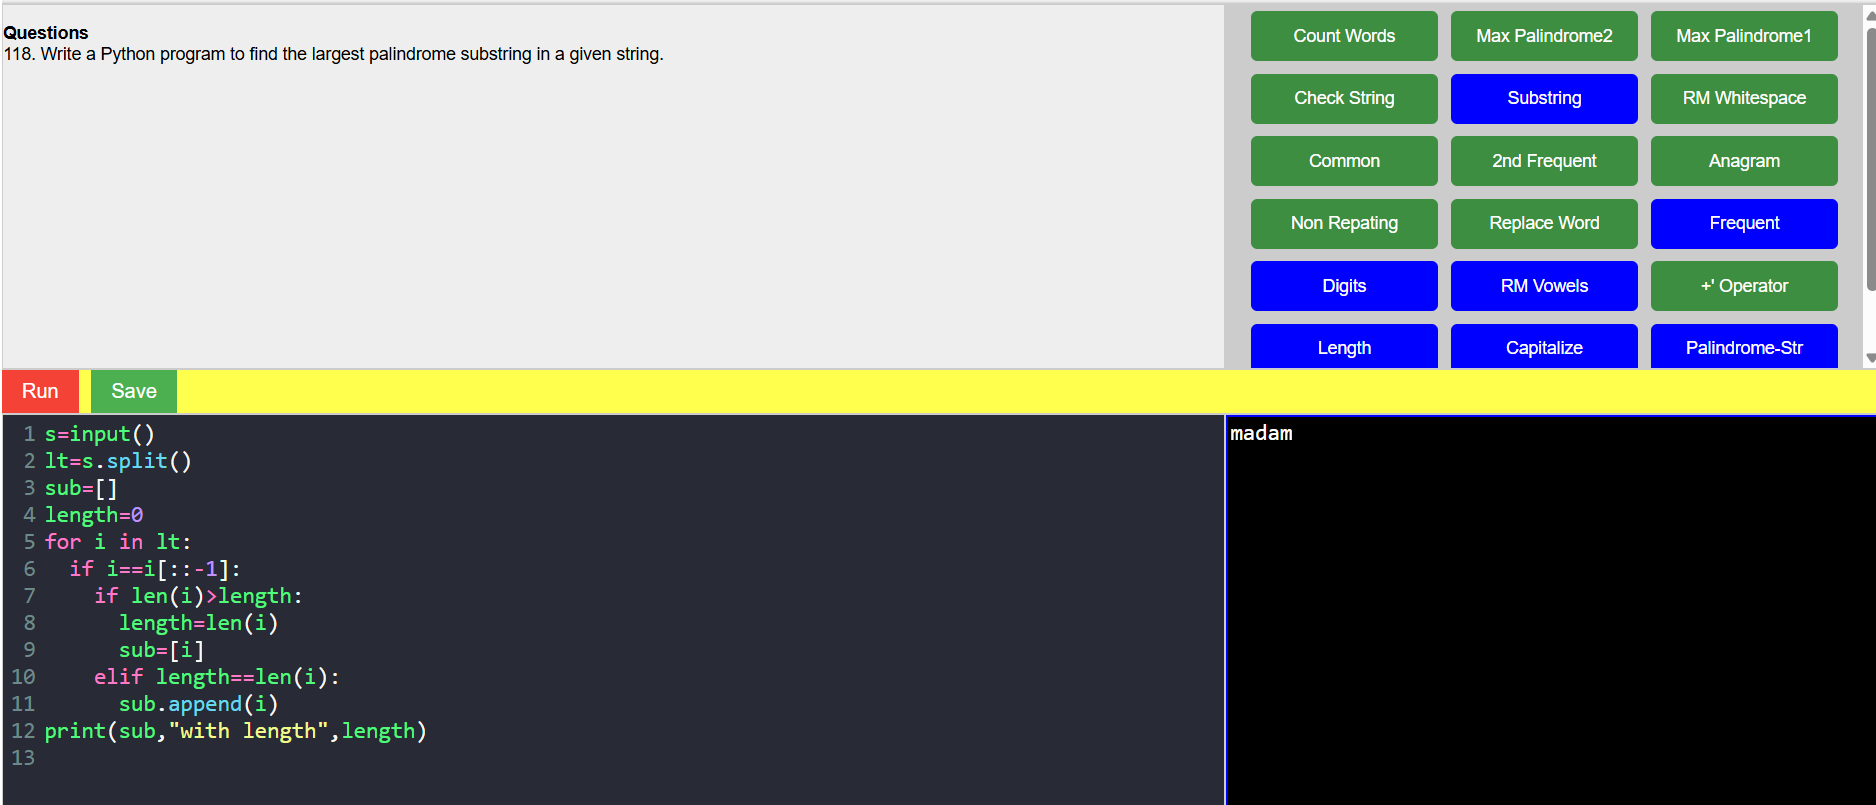 Questions
118. Write a Python program to find the largest palindrome substring in a given string.
Count Words
Max Palindrome2
Max Palindrome1
Check String
Substring
RM Whitespace
Common
2nd Frequent
Anagram
Non Repating
Replace Word
Frequent
Digits
RM Vowels
+' Operator
Length
Capitalize
Palindrome-Str
Run
Save
1 s=input()
2 lt=s.split()
3 sub=[]
4 length=0
5 for i in lt:
6   if i==i[::-1]:
7     if len(i)>length:
8       length=len(i)
9       sub=[i]
10     elif length==len(i):
11       sub.append(i)
12 print(sub,"with length",length)
13
madam